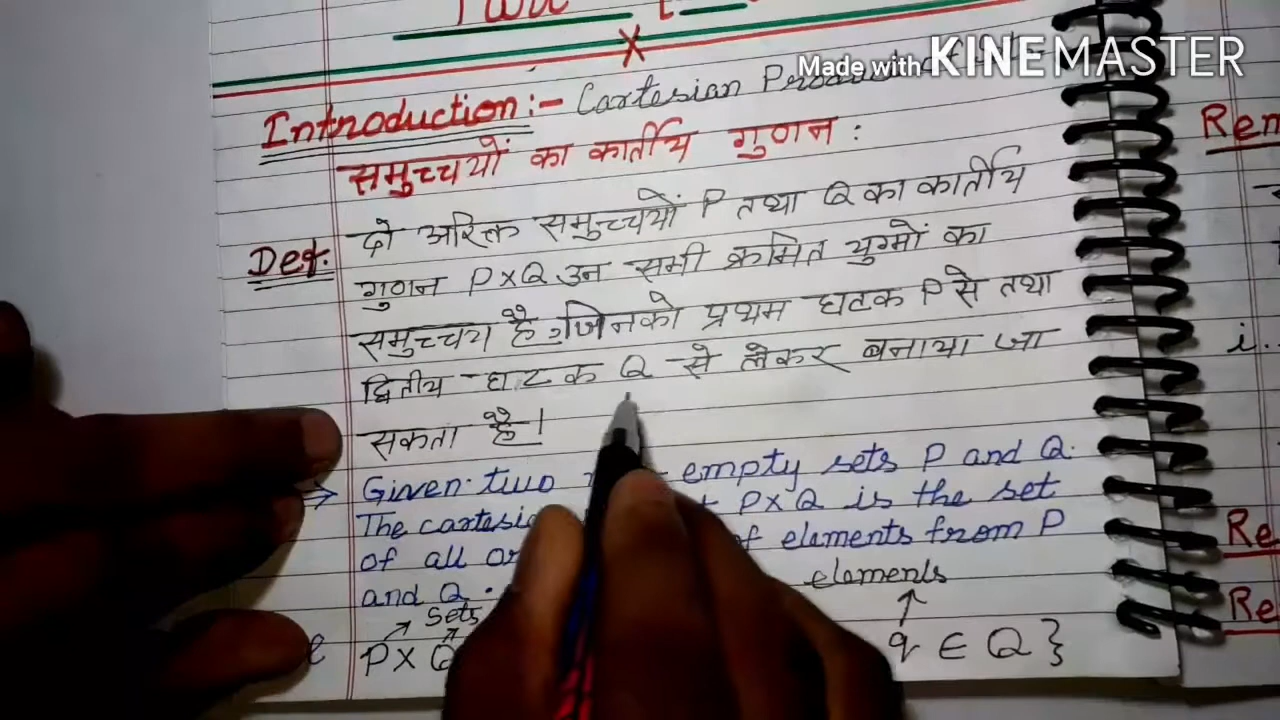 Made with KINEMASTER
Introduction:- Cartesian Product of
समुच्चयों का कार्तीय गुणन :
Def. दो अरिक्त समुच्चयों P तथा Q का कार्तीय
गुणन P×Q उन सभी क्रमित युग्मों का
समुच्चय है, जिनको प्रथम घटक P से तथा
द्वितीय घटक Q से लेकर बनाया जा
सकता है।
→ Given two empty sets P and Q.
The P×Q is the set
of all of elements from P
and Q.
sets elements
P×Q q ∈ Q}
Re
Re